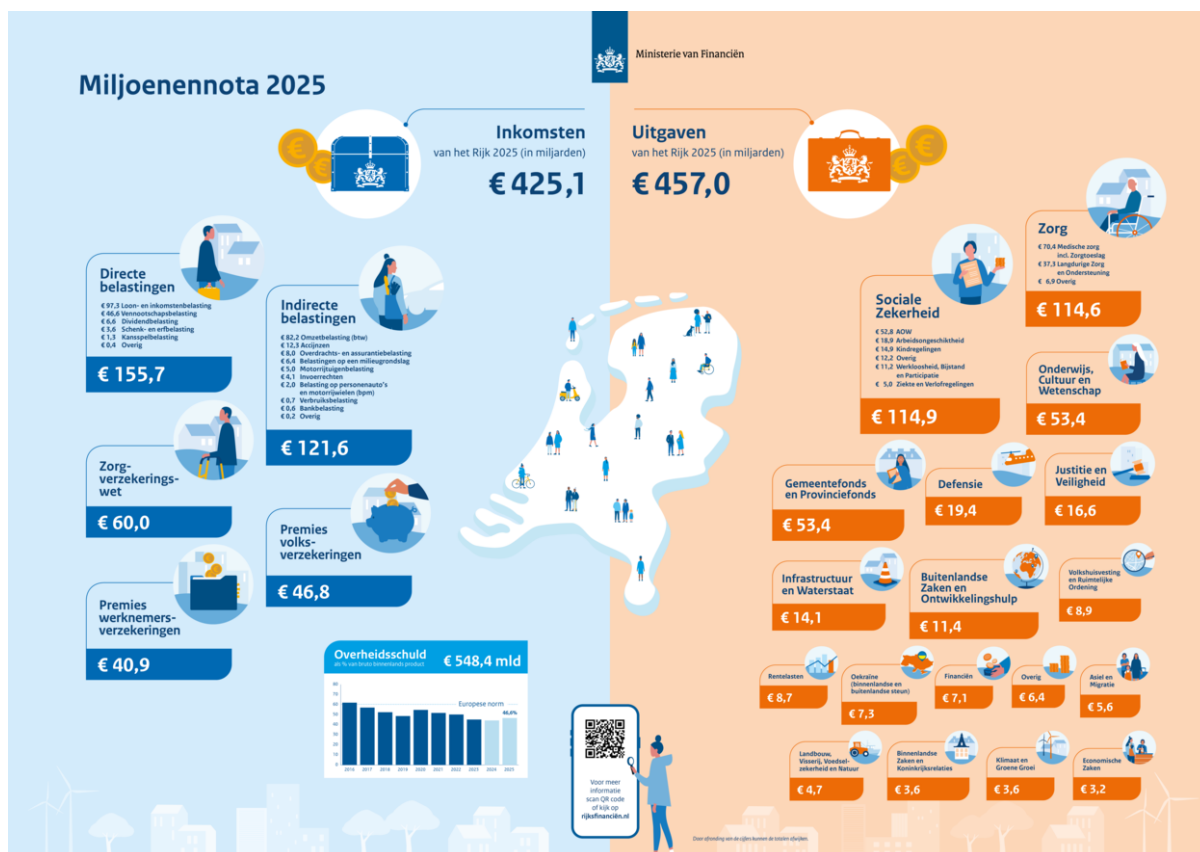 Ministerie van Financiën
Miljoenennota 2025
Inkomsten
van het Rijk 2025 (in miljarden)
€ 425,1
Uitgaven
van het Rijk 2025 (in miljarden)
€ 457,0
Directe
belastingen
€ 97,3 Loon- en inkomstenbelasting
€ 46,6 Vennootschapsbelasting
€ 6,6 Dividendbelasting
€ 3,6 Schenk- en erfbelasting
€ 1,3 Kansspelbelasting
€ 0,4 Overig
€ 155,7
Indirecte
belastingen
€ 82,2 Omzetbelasting (btw)
€ 12,3 Accijnzen
€ 8,0 Overdrachts- en assurantiebelasting
€ 6,4 Belastingen op een milieugrondslag
€ 5,0 Motorrijtuigenbelasting
€ 4,1 Invoerrechten
€ 2,0 Belasting op personenauto's
en motorrijwielen (bpm)
€ 0,7 Verbruiksbelasting
€ 0,6 Bankbelasting
€ 0,2 Overig
€ 121,6
Zorg-
verzekerings-
wet
€ 60,0
Premies
volks-
verzekeringen
€ 46,8
Premies
werknemers-
verzekeringen
€ 40,9
Overheidsschuld
als % van bruto binnenlands product
€ 548,4 mld
80
70
60
50
40
30
20
10
0
Europese norm
46,6%
2016 2017 2018 2019 2020 2021 2022 2023 2024 2025
Voor meer
informatie
scan QR code
of kijk op
rijksfinanciën.nl
Sociale
Zekerheid
€ 52,8 AOW
€ 18,9 Arbeidsongeschiktheid
€ 14,9 Kindregelingen
€ 12,2 Overig
€ 11,2 Werkloosheid, Bijstand
en Participatie
€ 5,0 Ziekte en Verlofregelingen
€ 114,9
Zorg
€ 70,4 Medische zorg
incl. Zorgtoeslag
€ 37,3 Langdurige Zorg
en Ondersteuning
€ 6,9 Overig
€ 114,6
Onderwijs,
Cultuur en
Wetenschap
€ 53,4
Gemeentefonds
en Provinciefonds
€ 53,4
Defensie
€ 19,4
Justitie en
Veiligheid
€ 16,6
Infrastructuur
en Waterstaat
€ 14,1
Buitenlandse
Zaken en
Ontwikkelingshulp
€ 11,4
Volkshuisvesting
en Ruimtelijke
Ordening
€ 8,9
Rentelasten
€ 8,7
Oekraïne
(binnenlandse en
buitenlandse steun)
€ 7,3
Financiën
€ 7,1
Overig
€ 6,4
Asiel en
Migratie
€ 5,6
Landbouw,
Visserij, Voedsel-
zekerheid en Natuur
€ 4,7
Binnenlandse
Zaken en
Koninkrijksrelaties
€ 3,6
Klimaat en
Groene Groei
€ 3,6
Economische
Zaken
€ 3,2
Door afronding van de cijfers kunnen de totalen afwijken.